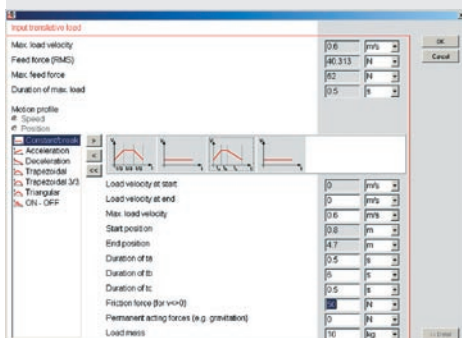 Input translative load
Max. load velocity 0.6 m/s
Feed force (RMS) 40.313 N
Max. feed force 62 N
Duration of max. load 0.5 s
OK
Cancel
Motion profile
Speed
Position
Constant/break
Acceleration
Deceleration
Trapezoidal
Trapezoidal 3/3
Triangular
ON - OFF
>
<
<<
Load velocity at start 0 m/s
Load velocity at end 0 m/s
Max. load velocity 0.6 m/s
Start position 0.8 m
End position 4.7 m
Duration of ta 0.5 s
Duration of tb 6 s
Duration of tc 0.5 s
Friction force (for v<>0) N
Permanent acting forces (e.g. gravitation) 0 N
Load mass 10 kg